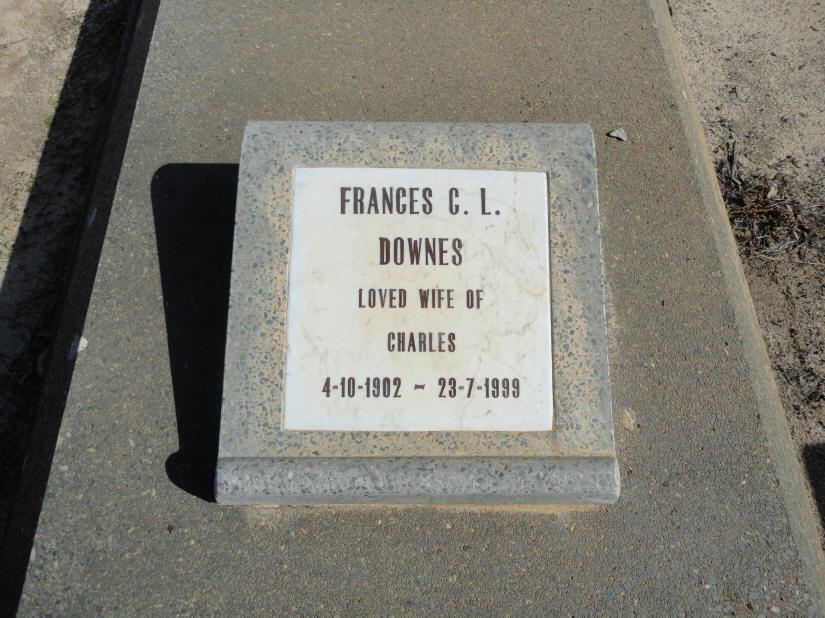 FRANCES C. L.
DOWNES
LOVED WIFE OF
CHARLES
4-10-1902 ~ 23-7-1999